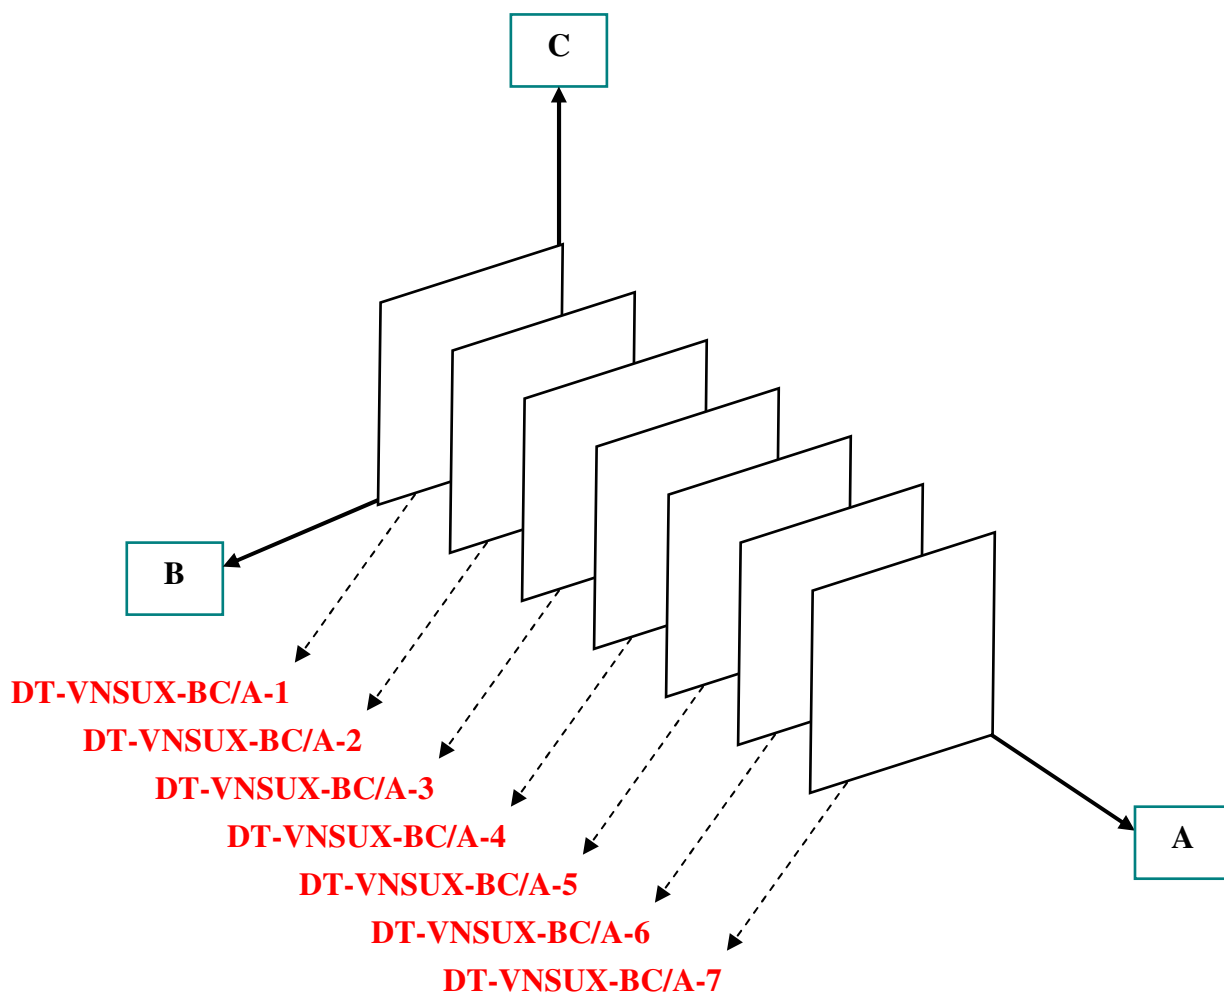 C
B
DT-VNSUX-BC/A-1
DT-VNSUX-BC/A-2
DT-VNSUX-BC/A-3
DT-VNSUX-BC/A-4
A
DT-VNSUX-BC/A-5
DT-VNSUX-BC/A-6
DT-VNSUX-BC/A-7